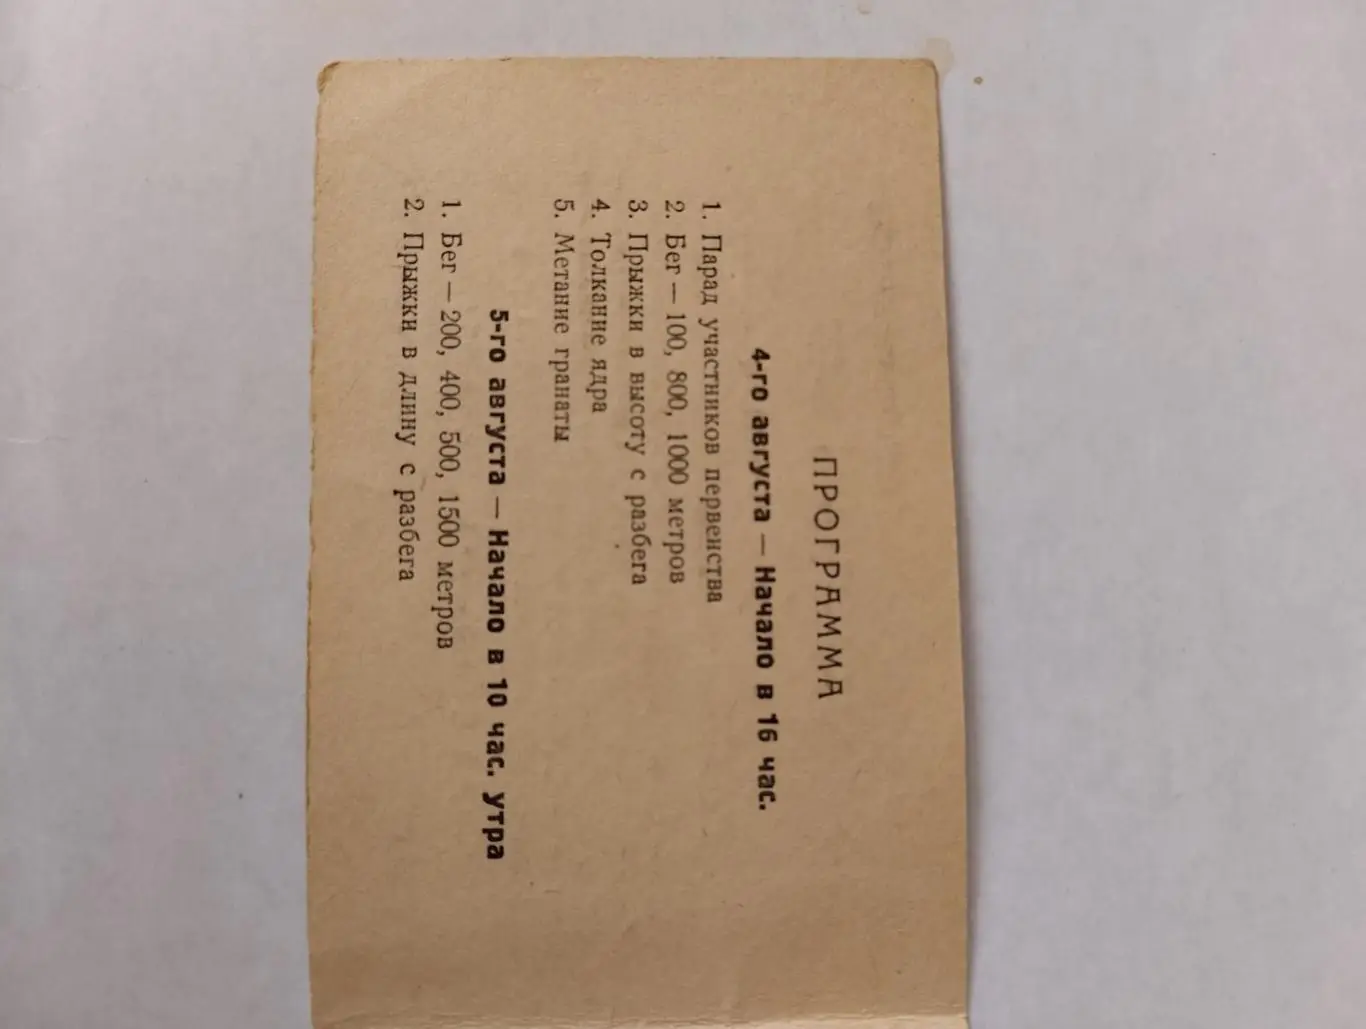 ПРОГРАММА
4-го августа — Начало в 16 час.
1. Парад участников первенства
2. Бег — 100, 800, 1000 метров
3. Прыжки в высоту с разбега
4. Толкание ядра
5. Метание гранаты
5-го августа — Начало в 10 час. утра
1. Бег — 200, 400, 500, 1500 метров
2. Прыжки в длину с разбега